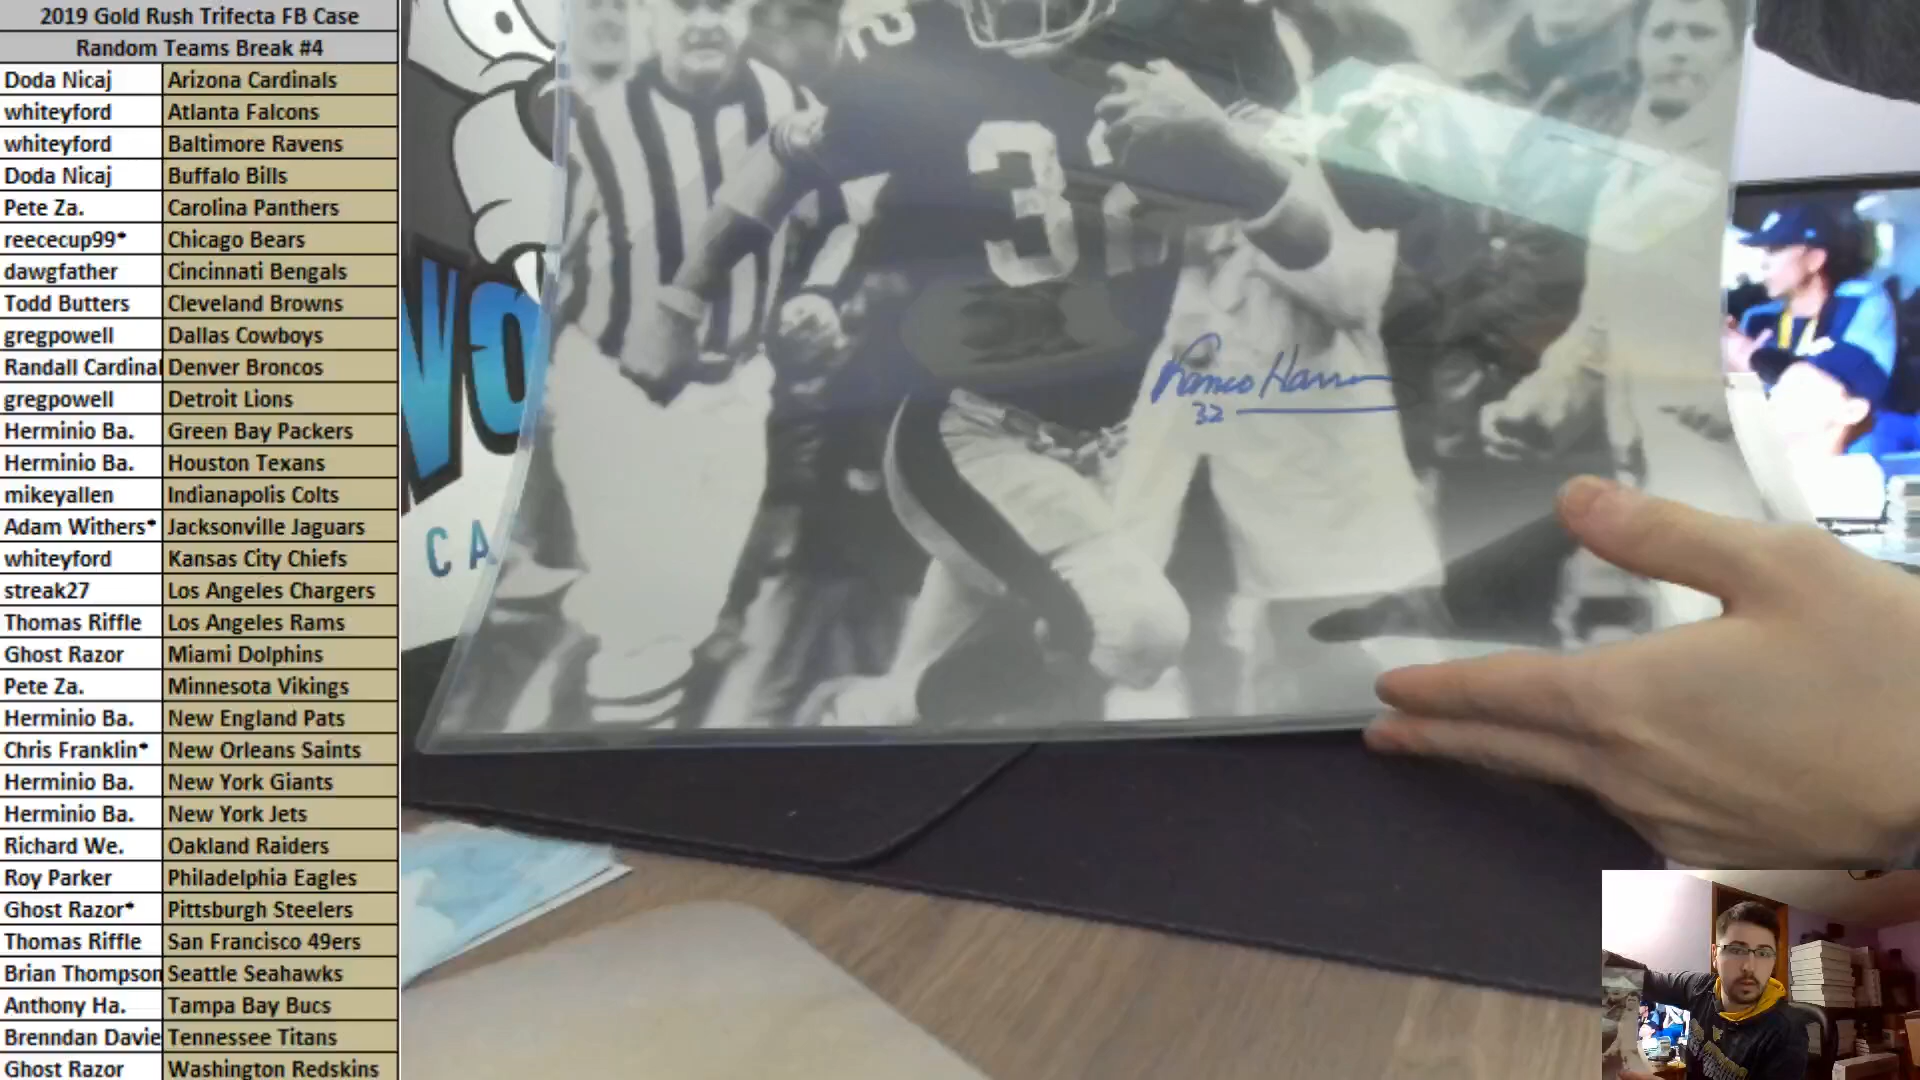 2019 Gold Rush Trifecta FB Case
Random Teams Break #4
Doda Nicaj Arizona Cardinals
whiteyford Atlanta Falcons
whiteyford Baltimore Ravens
Doda Nicaj Buffalo Bills
Pete Za. Carolina Panthers
reececup99* Chicago Bears
dawgfather Cincinnati Bengals
Todd Butters Cleveland Browns
gregpowell Dallas Cowboys
Randall Cardinal Denver Broncos
gregpowell Detroit Lions
Herminio Ba. Green Bay Packers
Herminio Ba. Houston Texans
mikeyallen Indianapolis Colts
Adam Withers* Jacksonville Jaguars
whiteyford Kansas City Chiefs
streak27 Los Angeles Chargers
Thomas Riffle Los Angeles Rams
Ghost Razor Miami Dolphins
Pete Za. Minnesota Vikings
Herminio Ba. New England Pats
Chris Franklin* New Orleans Saints
Herminio Ba. New York Giants
Herminio Ba. New York Jets
Richard We. Oakland Raiders
Roy Parker Philadelphia Eagles
Ghost Razor* Pittsburgh Steelers
Thomas Riffle San Francisco 49ers
Brian Thompson Seattle Seahawks
Anthony Ha. Tampa Bay Bucs
Brenndan Davie Tennessee Titans
Ghost Razor Washington Redskins
32
Franco Harris
32